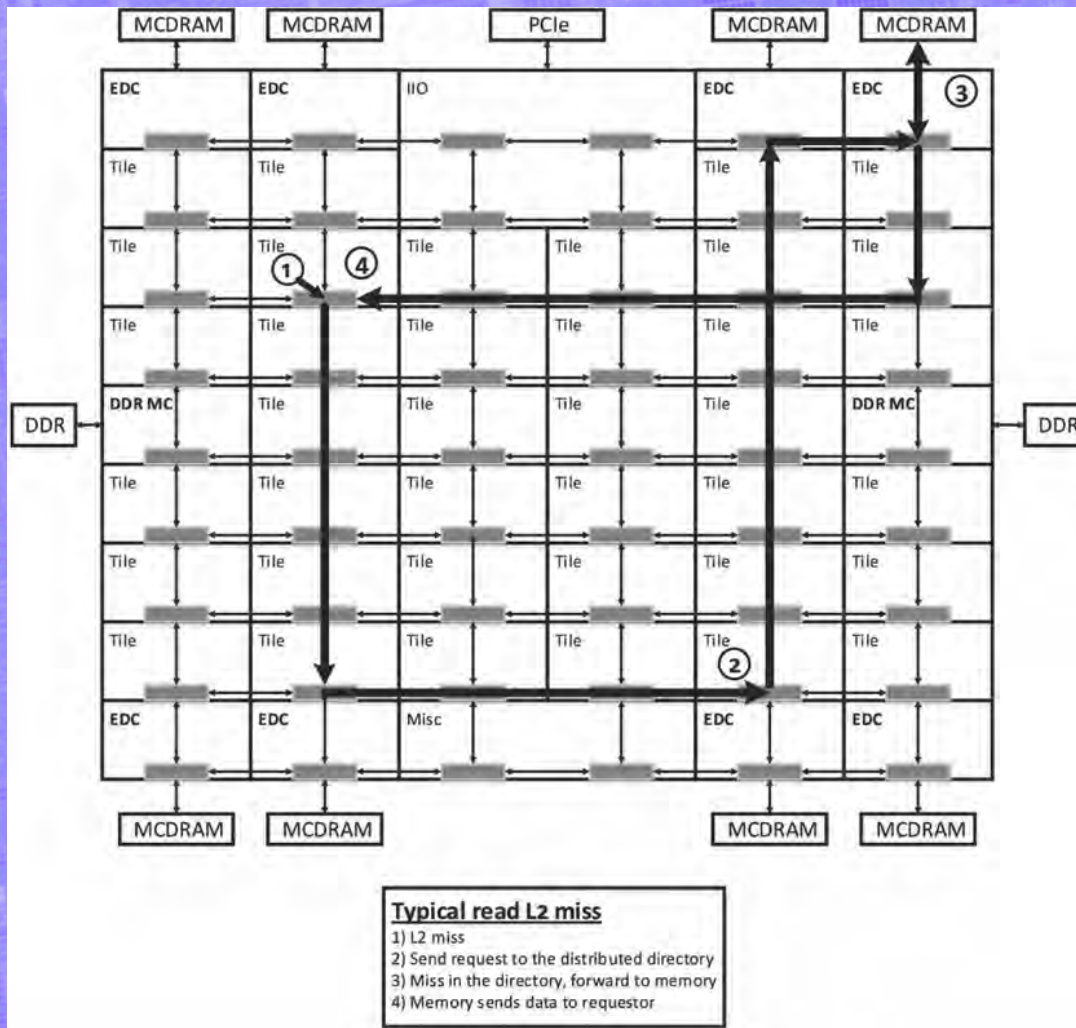 MCDRAM MCDRAM PCIe MCDRAM MCDRAM
EDC EDC IIO EDC EDC ③
Tile Tile Tile Tile
Tile Tile Tile Tile Tile Tile
① ④
Tile Tile Tile Tile Tile Tile
DDR DDR MC Tile Tile Tile Tile DDR MC DDR
Tile Tile Tile Tile Tile Tile
Tile Tile Tile Tile Tile Tile
Tile Tile Tile Tile Tile Tile
②
EDC EDC Misc EDC EDC
MCDRAM MCDRAM MCDRAM MCDRAM
Typical read L2 miss
1) L2 miss
2) Send request to the distributed directory
3) Miss in the directory, forward to memory
4) Memory sends data to requestor